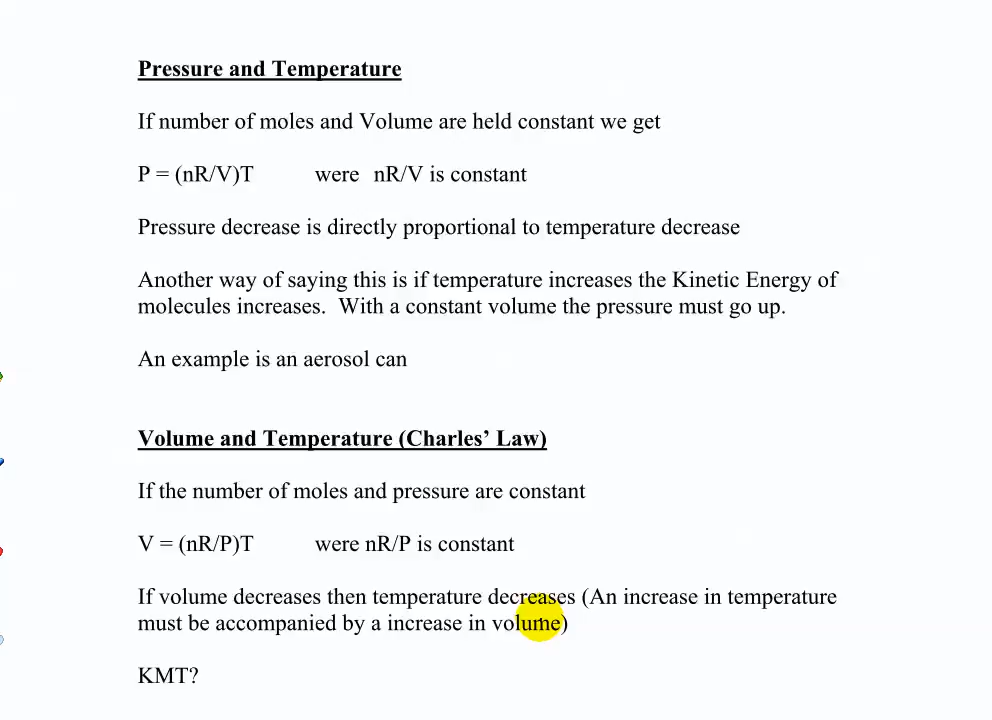 Pressure and Temperature
If number of moles and Volume are held constant we get
P = (nR/V)T were nR/V is constant
Pressure decrease is directly proportional to temperature decrease
Another way of saying this is if temperature increases the Kinetic Energy of
molecules increases. With a constant volume the pressure must go up.
An example is an aerosol can
Volume and Temperature (Charles’ Law)
If the number of moles and pressure are constant
V = (nR/P)T were nR/P is constant
If volume decreases then temperature decreases (An increase in temperature
must be accompanied by a increase in volume)
KMT?